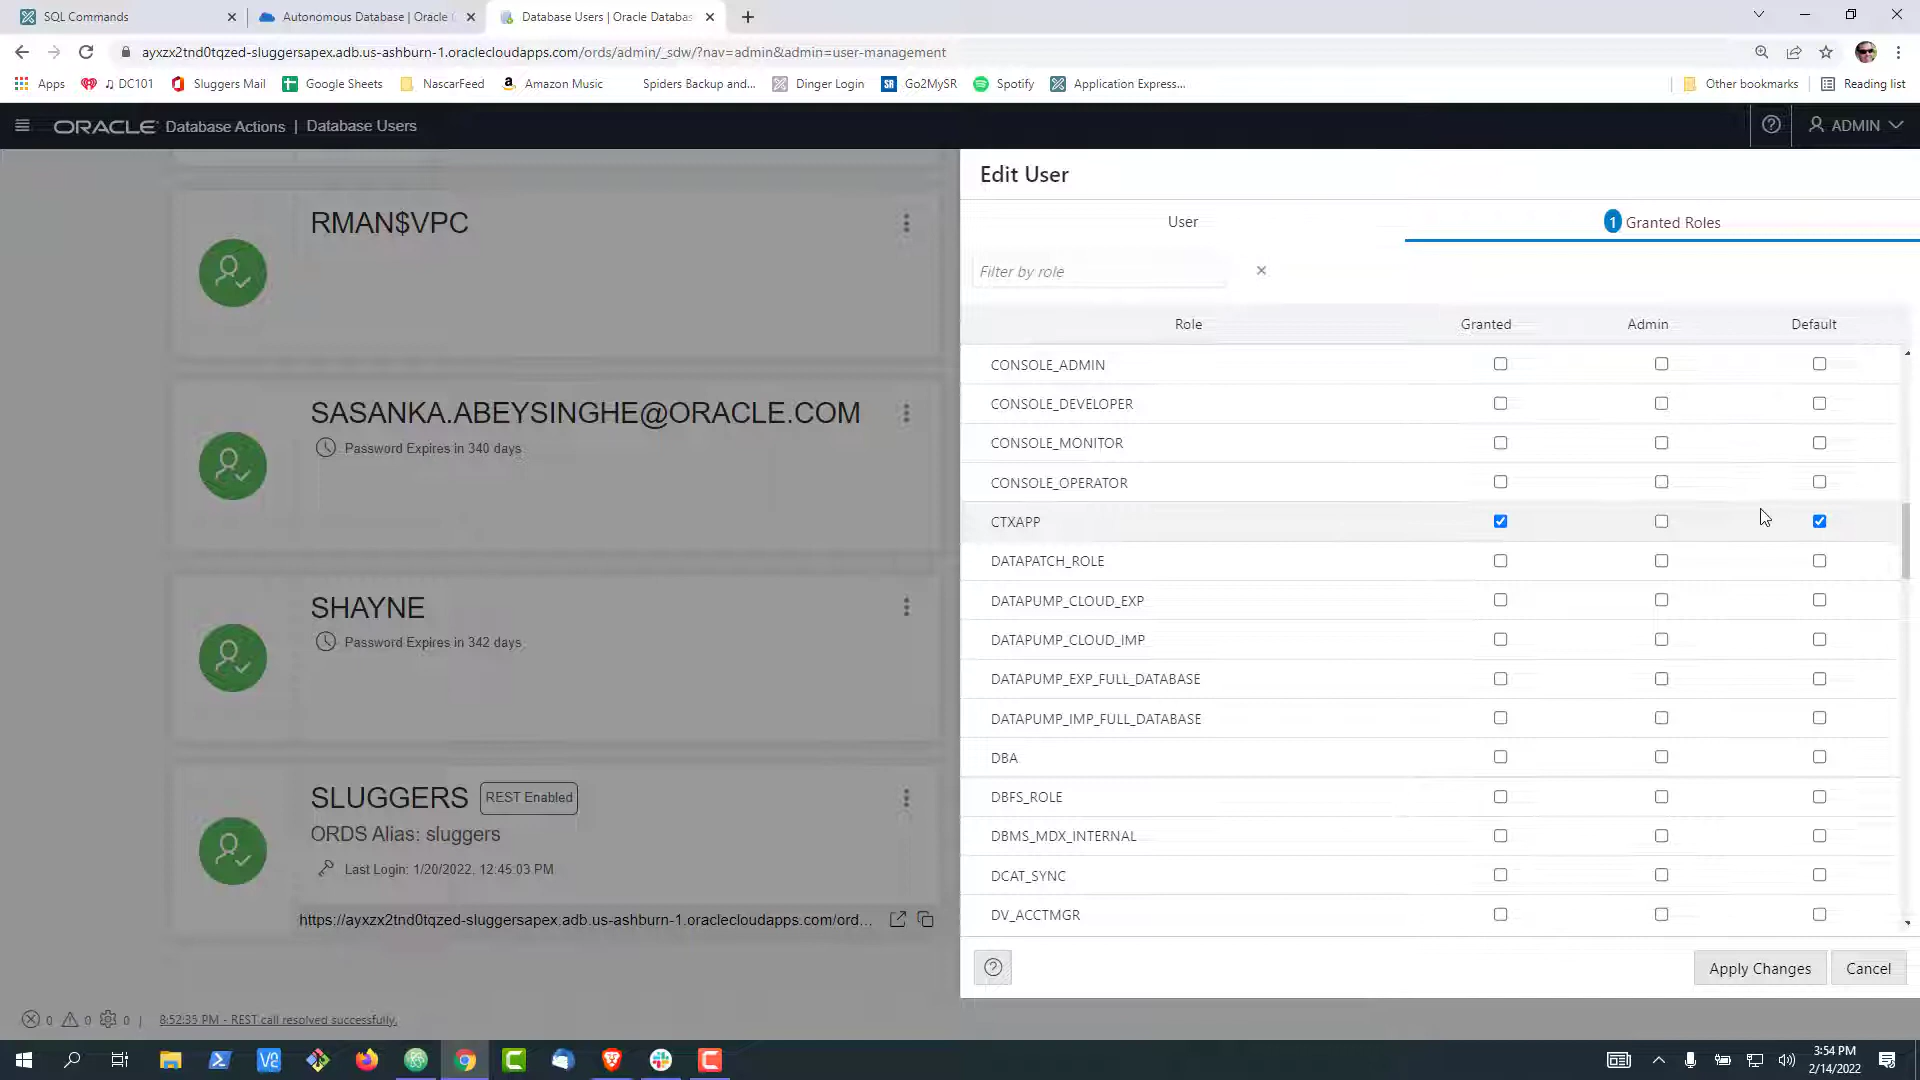 SQL Commands
Autonomous Database | Oracle
Database Users | Oracle Databas
ayxzx2tnd0tqzed-sluggersapex.adb.us-ashburn-1.oraclecloudapps.com/ords/admin/_sdw/?nav=admin&admin=user-management
Apps
DC101
Sluggers Mail
Google Sheets
NascarFeed
Amazon Music
Spiders Backup and...
Dinger Login
SR
Go2MySR
Spotify
Application Express...
Other bookmarks
Reading list
ORACLE Database Actions | Database Users
ADMIN
RMAN$VPC
SASANKA.ABEYSINGHE@ORACLE.COM
Password Expires in 340 days
SHAYNE
Password Expires in 342 days
SLUGGERS
REST Enabled
ORDS Alias: sluggers
Last Login: 1/20/2022, 12:45:03 PM
https://ayxzx2tnd0tqzed-sluggersapex.adb.us-ashburn-1.oraclecloudapps.com/ord...
Edit User
User
1 Granted Roles
Filter by role
Role Granted Admin Default
CONSOLE_ADMIN
CONSOLE_DEVELOPER
CONSOLE_MONITOR
CONSOLE_OPERATOR
CTXAPP
DATAPATCH_ROLE
DATAPUMP_CLOUD_EXP
DATAPUMP_CLOUD_IMP
DATAPUMP_EXP_FULL_DATABASE
DATAPUMP_IMP_FULL_DATABASE
DBA
DBFS_ROLE
DBMS_MDX_INTERNAL
DCAT_SYNC
DV_ACCTMGR
Apply Changes
Cancel
0 0 0 | 8:52:35 PM - REST call resolved successfully.
3:54 PM
2/14/2022